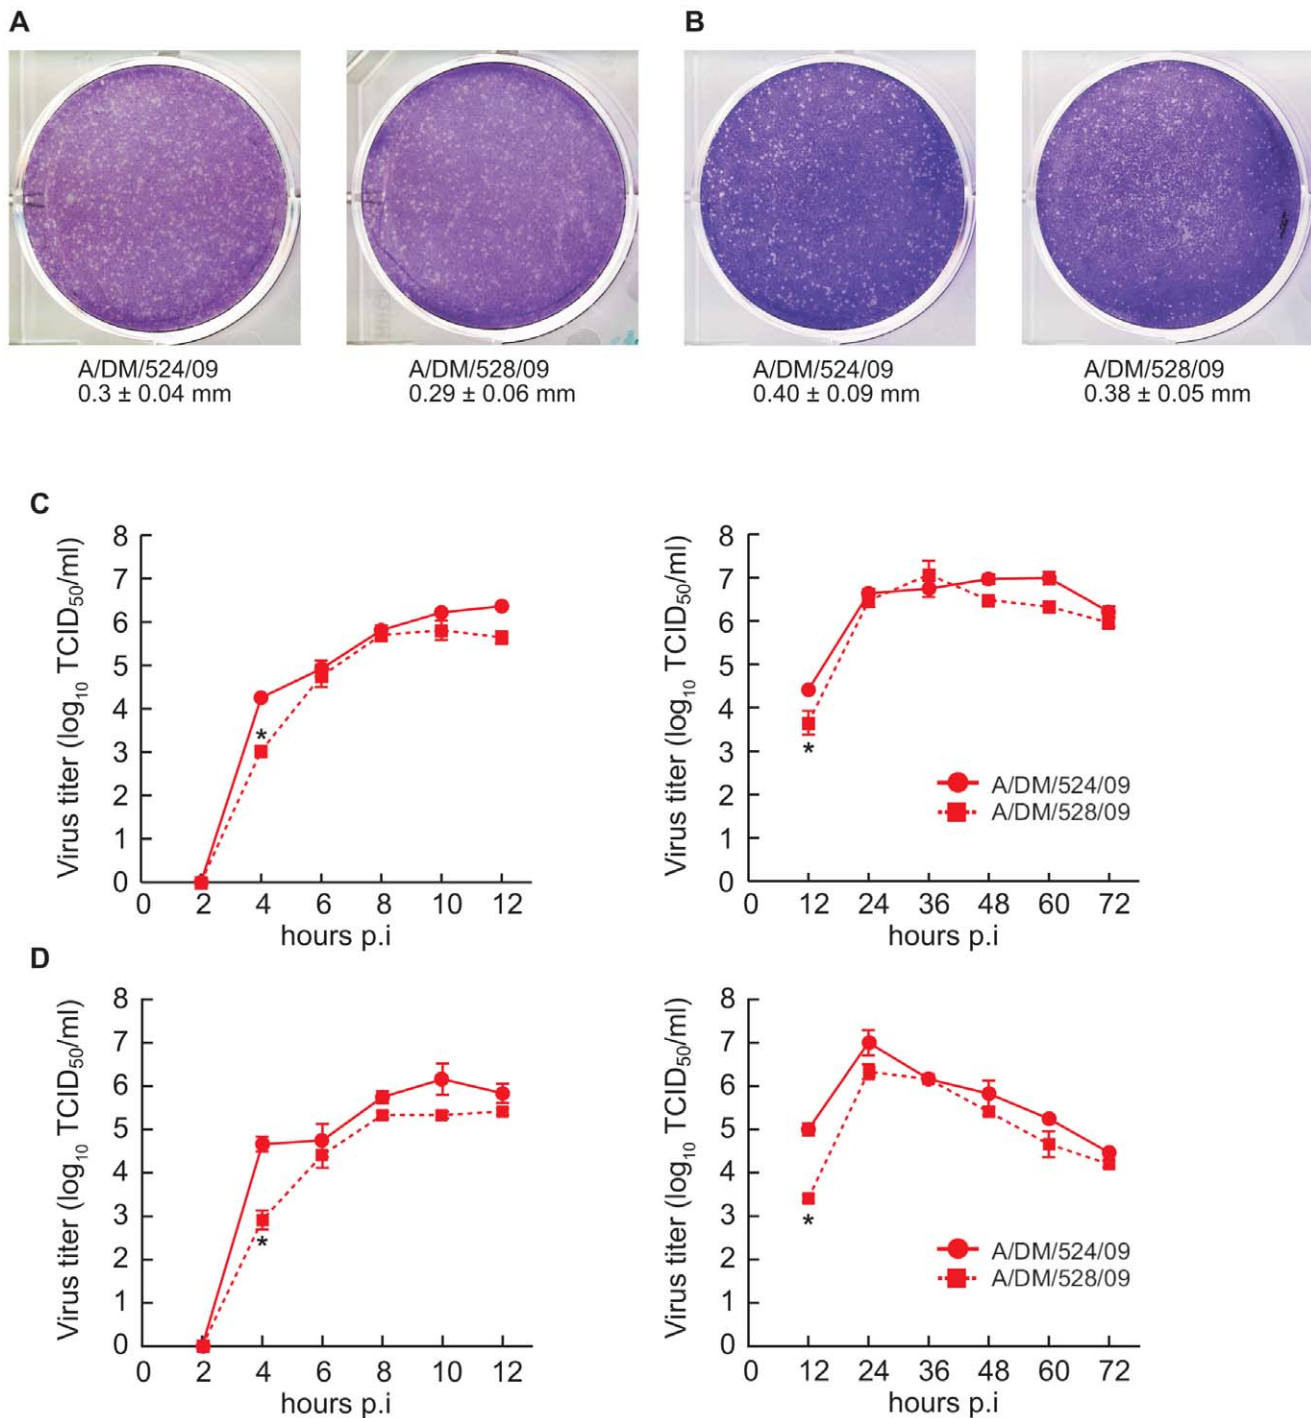 A
B
A/DM/524/09
0.3 ± 0.04 mm
A/DM/528/09
0.29 ± 0.06 mm
A/DM/524/09
0.40 ± 0.09 mm
A/DM/528/09
0.38 ± 0.05 mm
C
Virus titer (log10 TCID50/ml)
8
7
6
5
4
3
2
1
0
*
0 2 4 6 8 10 12
hours p.i
Virus titer (log10 TCID50/ml)
8
7
6
5
4
3
2
1
0
*
A/DM/524/09
A/DM/528/09
0 12 24 36 48 60 72
hours p.i
D
Virus titer (log10 TCID50/ml)
8
7
6
5
4
3
2
1
0
*
0 2 4 6 8 10 12
hours p.i
Virus titer (log10 TCID50/ml)
8
7
6
5
4
3
2
1
0
*
A/DM/524/09
A/DM/528/09
0 12 24 36 48 60 72
hours p.i